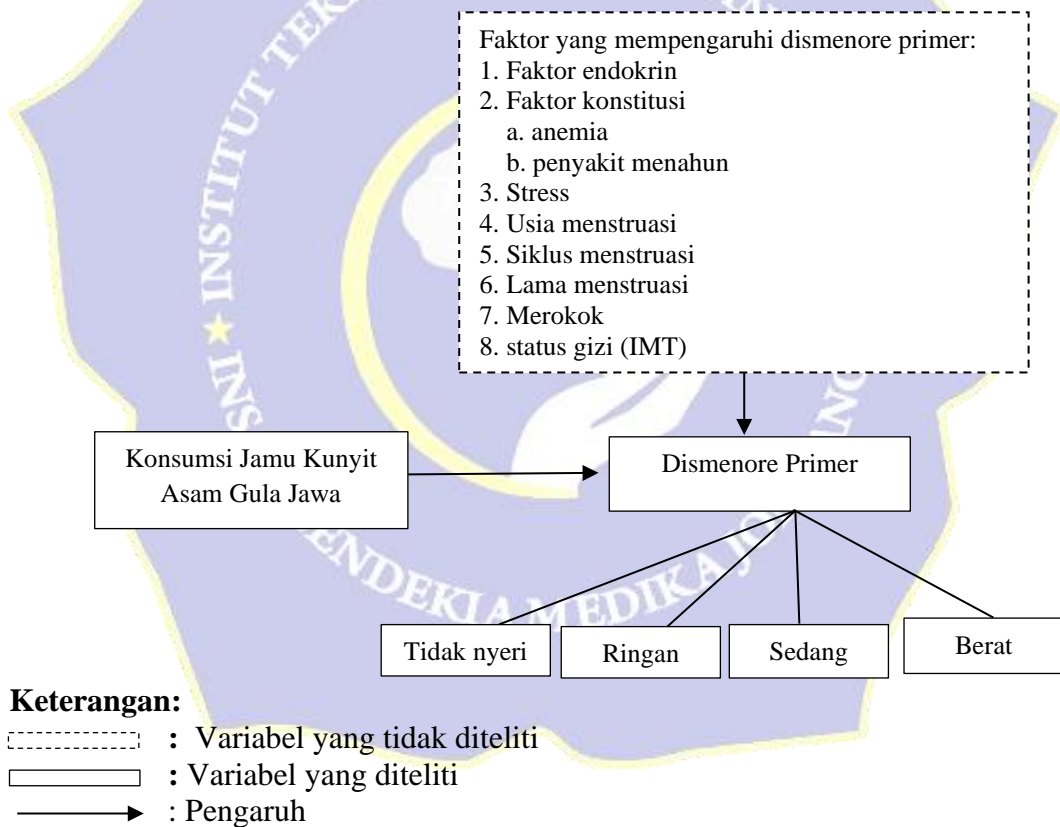 Faktor yang mempengaruhi dismenore primer:
1. Faktor endokrin
2. Faktor konstitusi
a. anemia
b. penyakit menahun
3. Stress
4. Usia menstruasi
5. Siklus menstruasi
6. Lama menstruasi
7. Merokok
8. status gizi (IMT)
Konsumsi Jamu Kunyit
Asam Gula Jawa
Dismenore Primer
Tidak nyeri
Ringan
Sedang
Berat
Keterangan:
: Variabel yang tidak diteliti
: Variabel yang diteliti
: Pengaruh
INSTITUT
MEDIKA